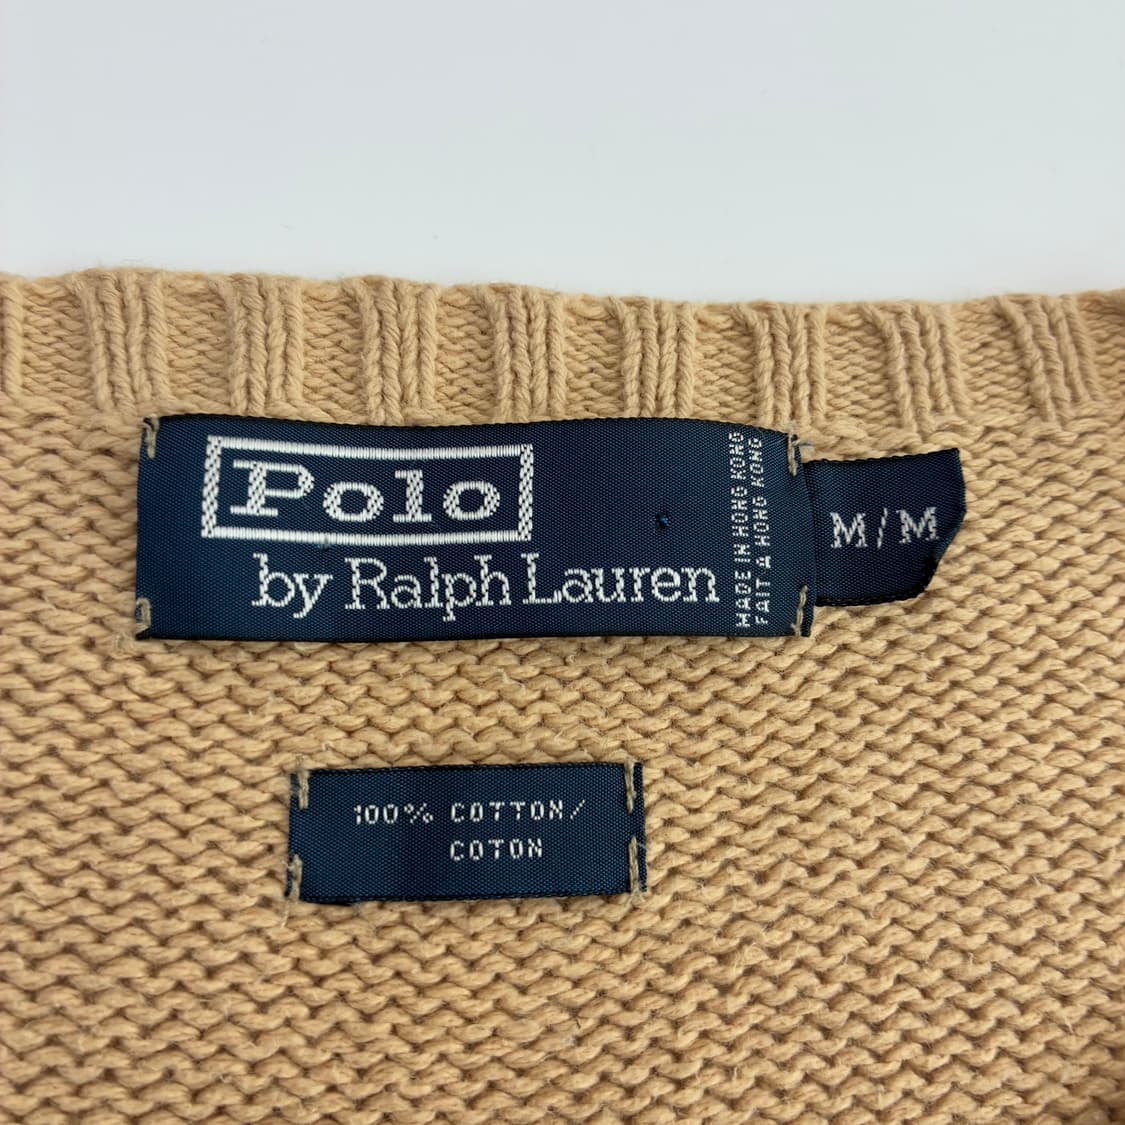 Polo
by Ralph Lauren
MADE IN HONG KONG
FAIT A HONG KONG
M/M
100% COTTON/
COTON